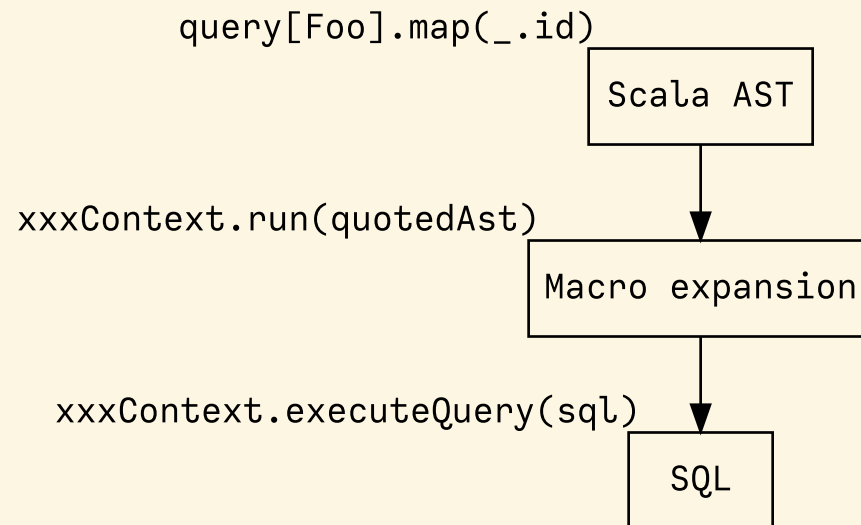 query[Foo].map(_.id)
Scala AST
xxxContext.run(quotedAst)
Macro expansion
xxxContext.executeQuery(sql)
SQL